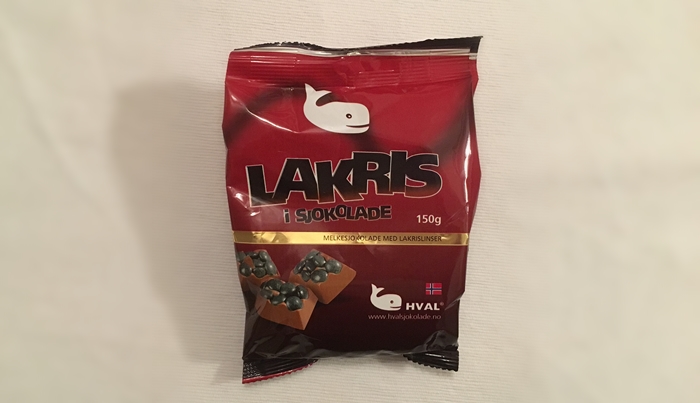 LAKRIS
i SJOKOLADE
150g
MELKESJOKOLADE MED LAKRISLINSER
HVAL®
www.hvalsjokolade.no